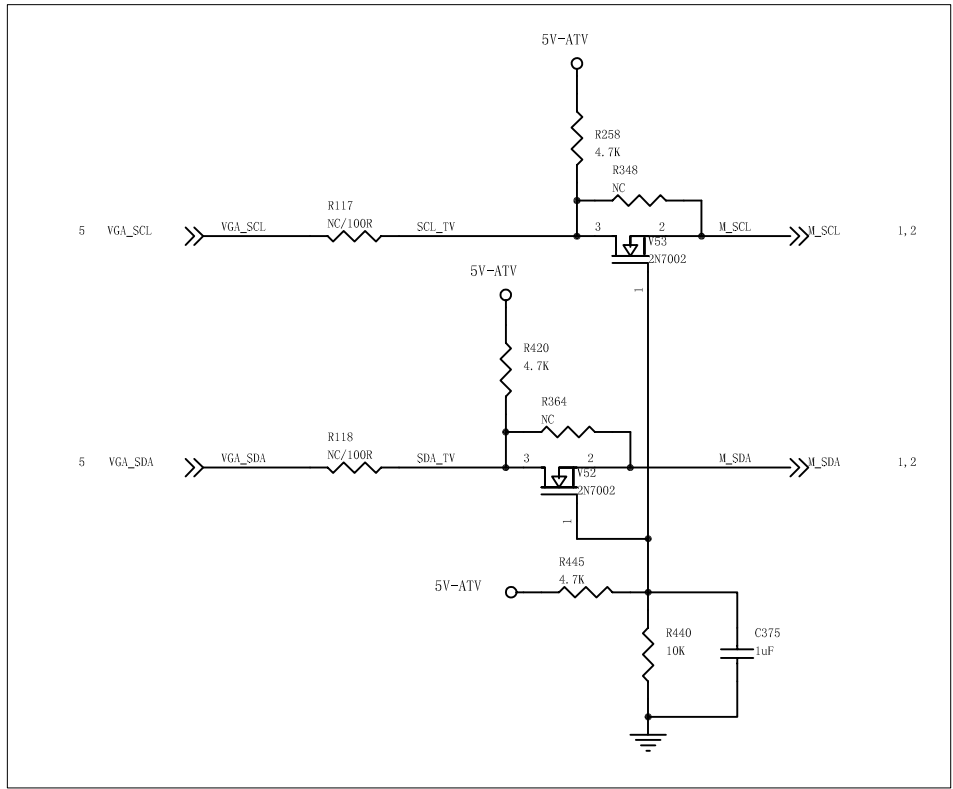 5V-ATV
R258
4.7K
R348
NC
R117
NC/100R
5 VGA_SCL VGA_SCL SCL_TV 3 2 M_SCL M_SCL 1,2
V53
2N7002
5V-ATV
1
R420
4.7K
R364
NC
R118
NC/100R
5 VGA_SDA VGA_SDA SDA_TV 3 2 M_SDA M_SDA 1,2
V52
2N7002
1
R445
5V-ATV 4.7K
R440
10K
C375
1uF